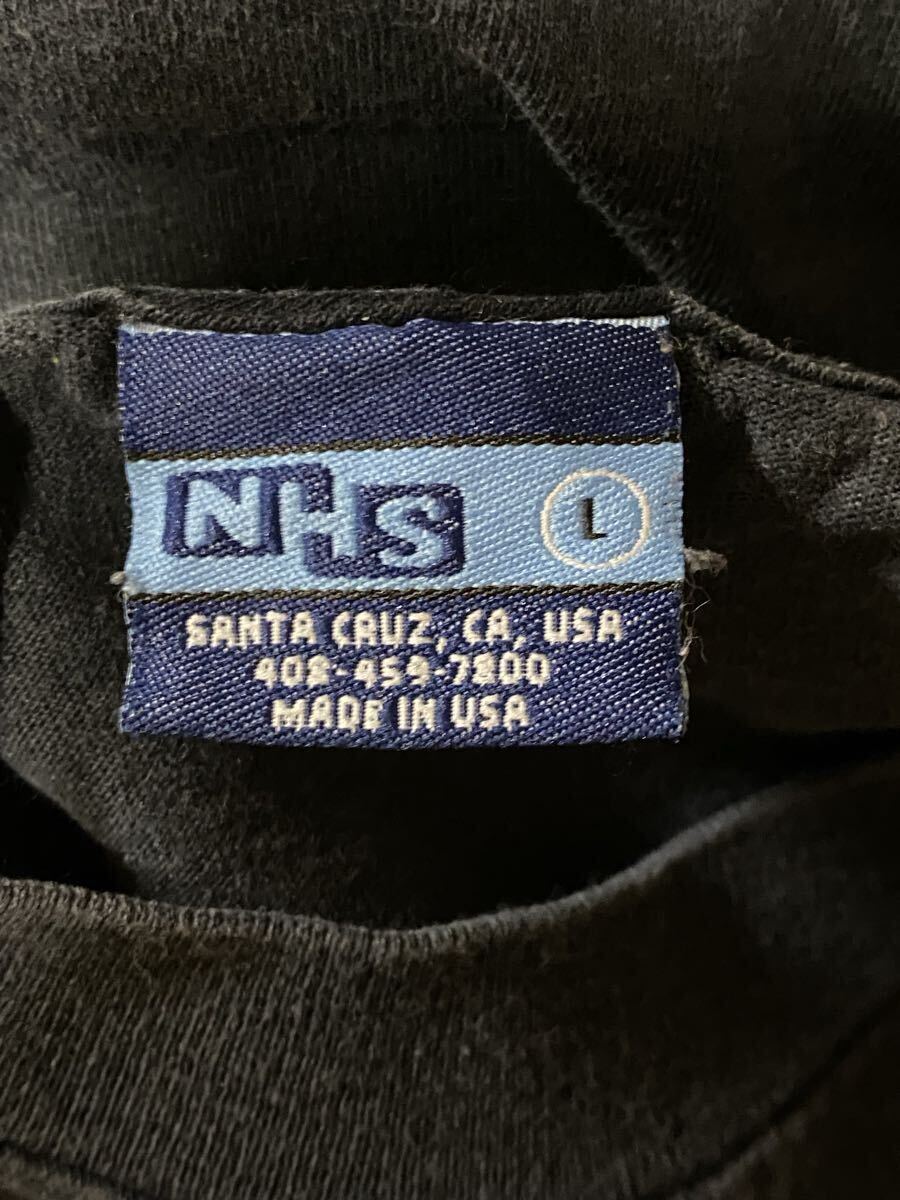 NHS L
SANTA CRUZ, CA, USA
408-459-7800
MADE IN USA